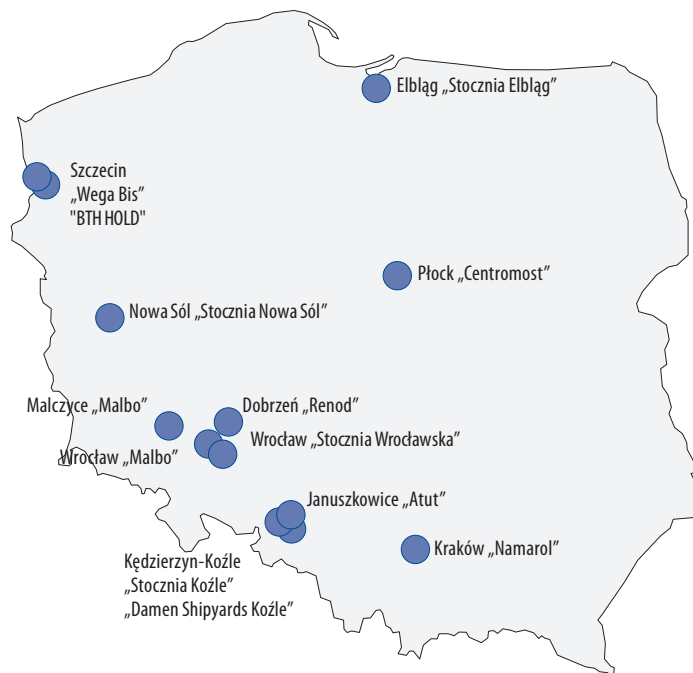 Elbląg „Stocznia Elbląg”
Szczecin
„Wega Bis”
"BTH HOLD"
Płock „Centromost”
Nowa Sól „Stocznia Nowa Sól”
Malczyce „Malbo”
Dobrzeń „Renod”
Wrocław „Stocznia Wrocławska”
Wrocław „Malbo”
Januszkowice „Atut”
Kraków „Namarol”
Kędzierzyn-Koźle
„Stocznia Koźle”
„Damen Shipyards Koźle”